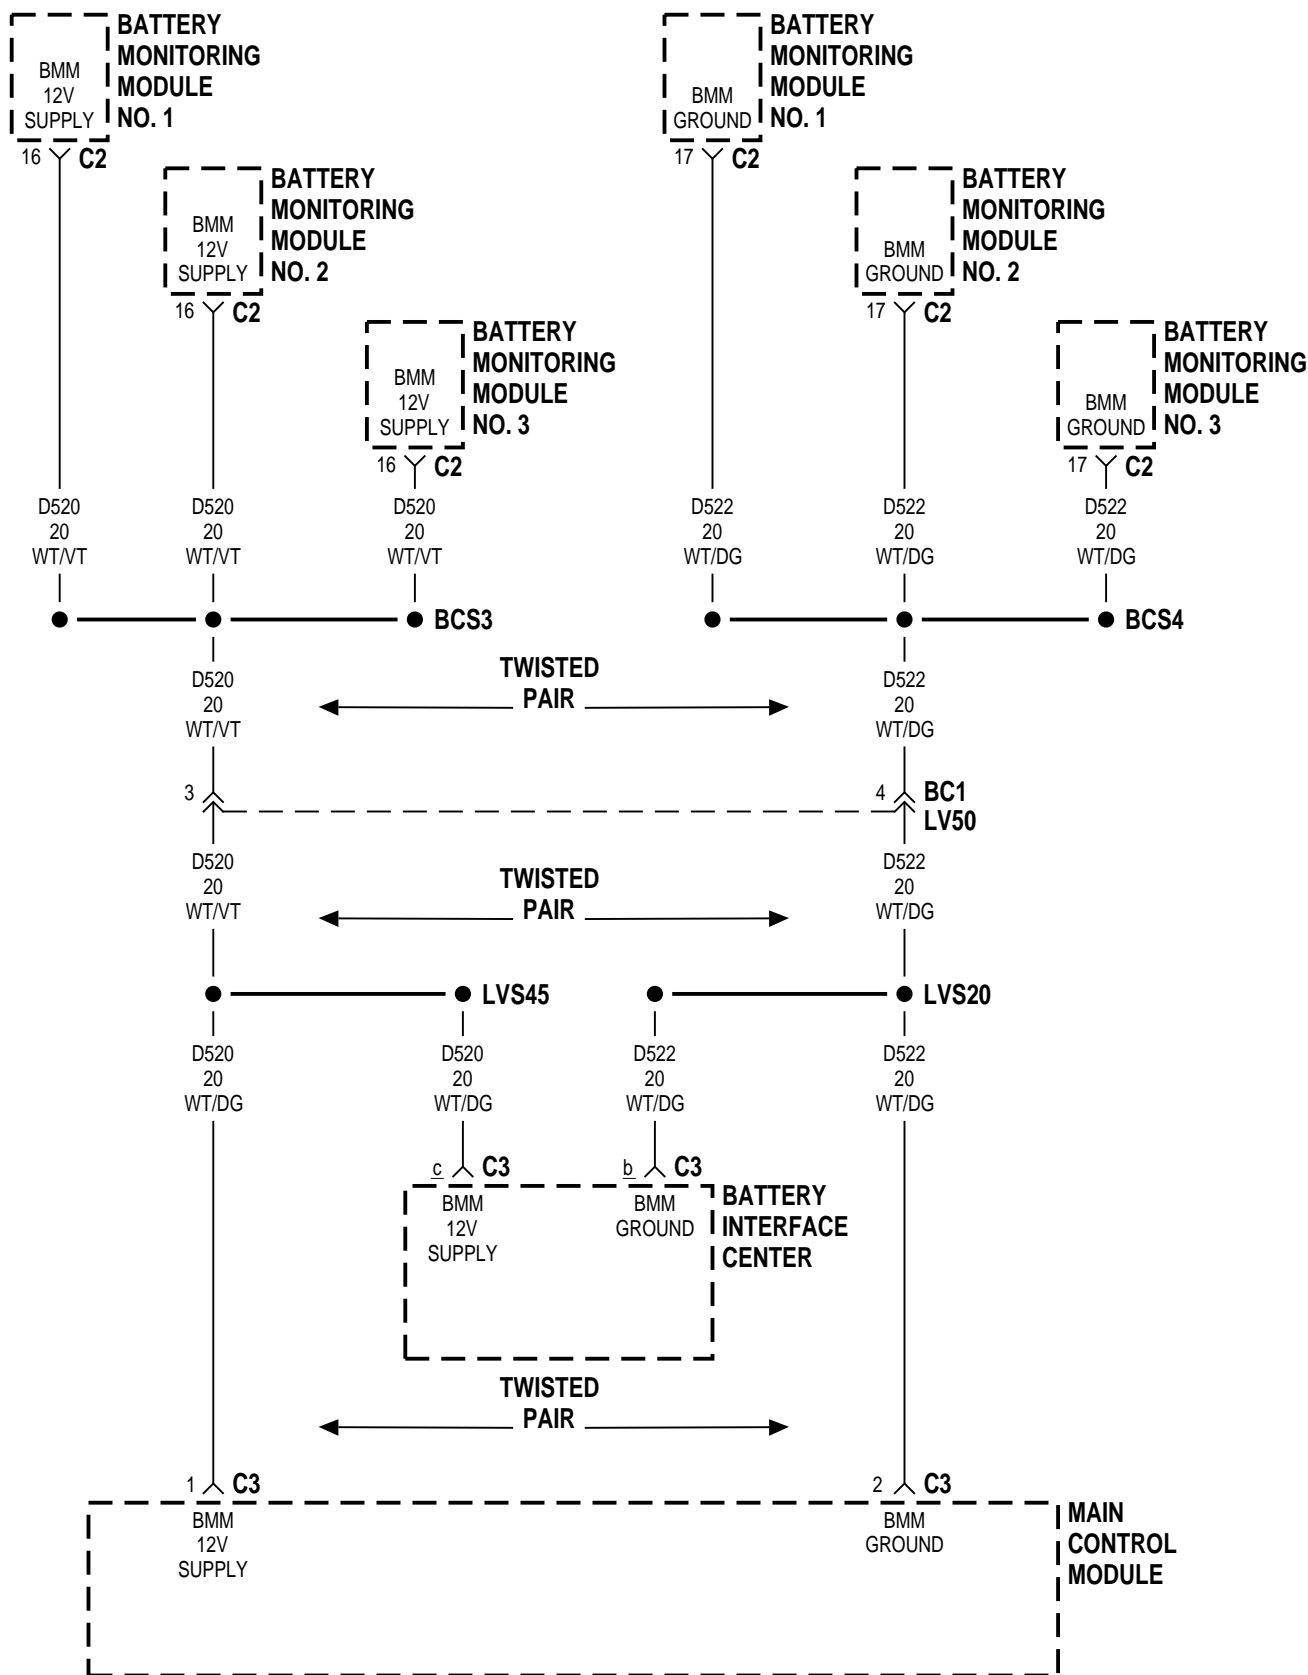 BATTERY
MONITORING
MODULE
NO. 1
BMM
12V
SUPPLY
16
C2
BATTERY
MONITORING
MODULE
NO. 1
BMM
GROUND
17
C2
BATTERY
MONITORING
MODULE
NO. 2
BMM
12V
SUPPLY
16
C2
BATTERY
MONITORING
MODULE
NO. 2
BMM
GROUND
17
C2
BATTERY
MONITORING
MODULE
NO. 3
BMM
12V
SUPPLY
16
C2
BATTERY
MONITORING
MODULE
NO. 3
BMM
GROUND
17
C2
D520
20
WT/VT
D520
20
WT/VT
D520
20
WT/VT
D522
20
WT/DG
D522
20
WT/DG
D522
20
WT/DG
BCS3
BCS4
D520
20
WT/VT
TWISTED
PAIR
D522
20
WT/DG
3
4
BC1
LV50
D520
20
WT/VT
TWISTED
PAIR
D522
20
WT/DG
LVS45
LVS20
D520
20
WT/DG
D520
20
WT/DG
D522
20
WT/DG
D522
20
WT/DG
c
C3
b
C3
BMM
12V
SUPPLY
BMM
GROUND
BATTERY
INTERFACE
CENTER
TWISTED
PAIR
1
C3
2
C3
BMM
12V
SUPPLY
BMM
GROUND
MAIN
CONTROL
MODULE